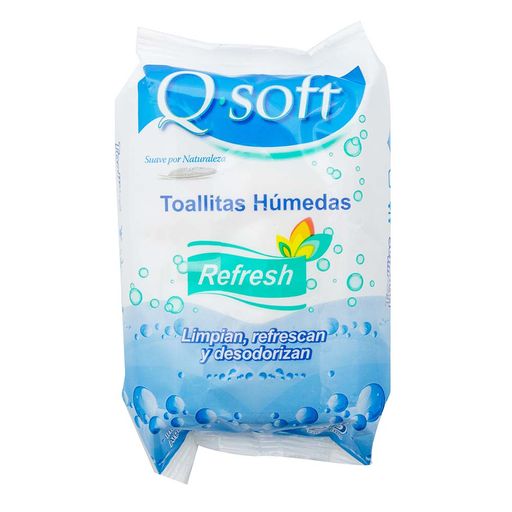 Q soft
Suave por Naturaleza
Toallitas Húmedas
Refresh
Limpian, refrescan
y desodorizan